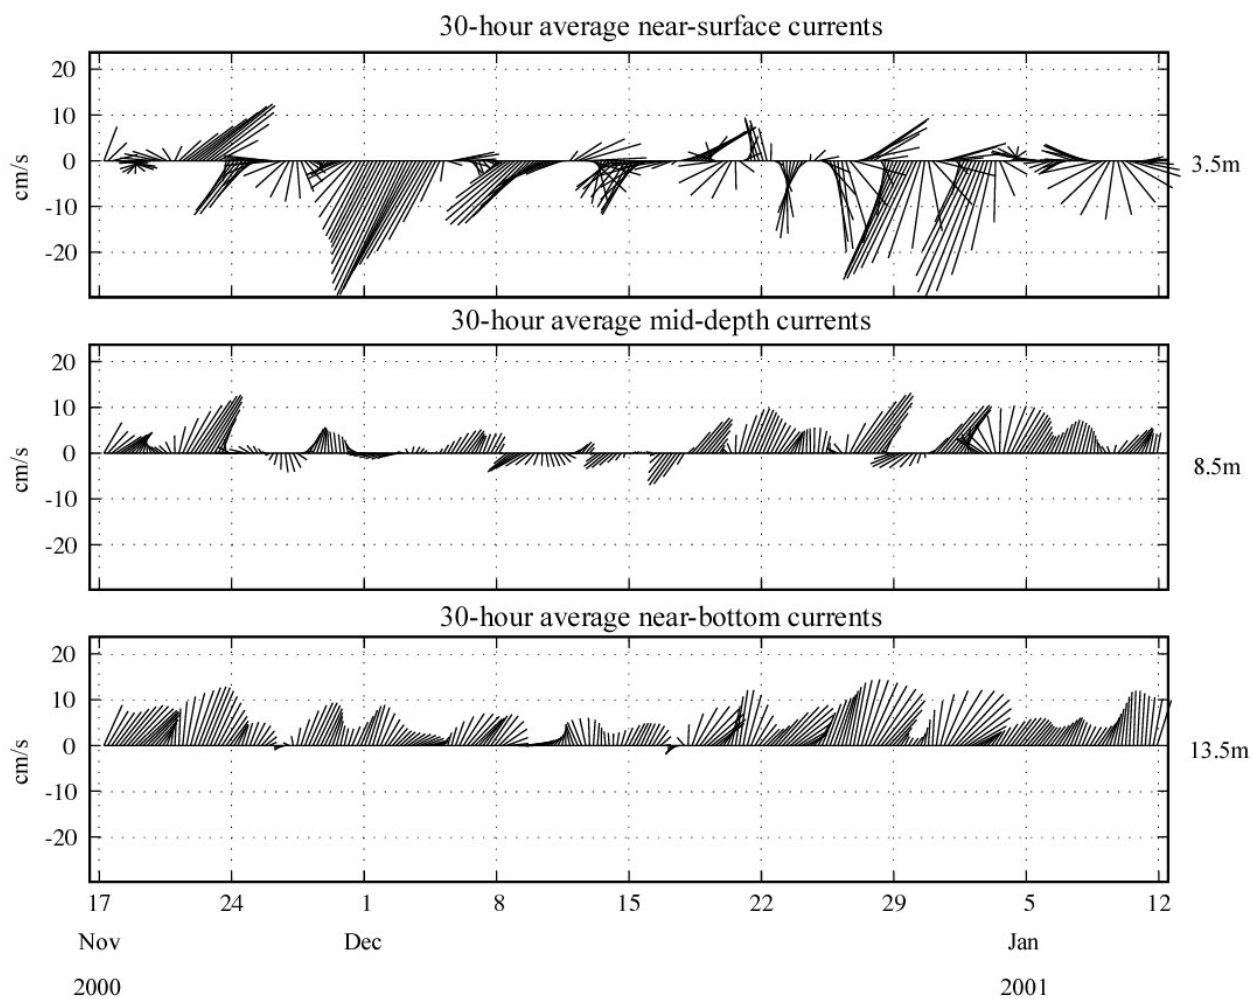 30-hour average near-surface currents
20
10
0
-10
-20
cm/s
3.5m
30-hour average mid-depth currents
20
10
0
-10
-20
cm/s
8.5m
30-hour average near-bottom currents
20
10
0
-10
-20
cm/s
13.5m
17 24 1 8 15 22 29 5 12
Nov Dec Jan
2000 2001